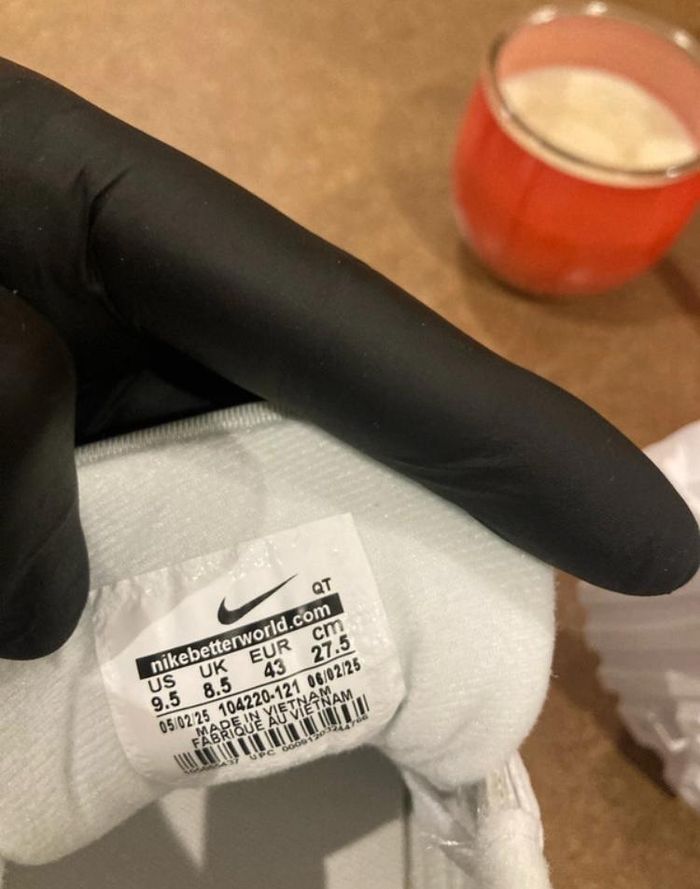 QT
nikebetterworld.com
US UK EUR cm
9.5 8.5 43 27.5
05/02/25 104220-121 06/02/25
MADE IN VIETNAM
FABRIQUE AU VIETNAM
UPC